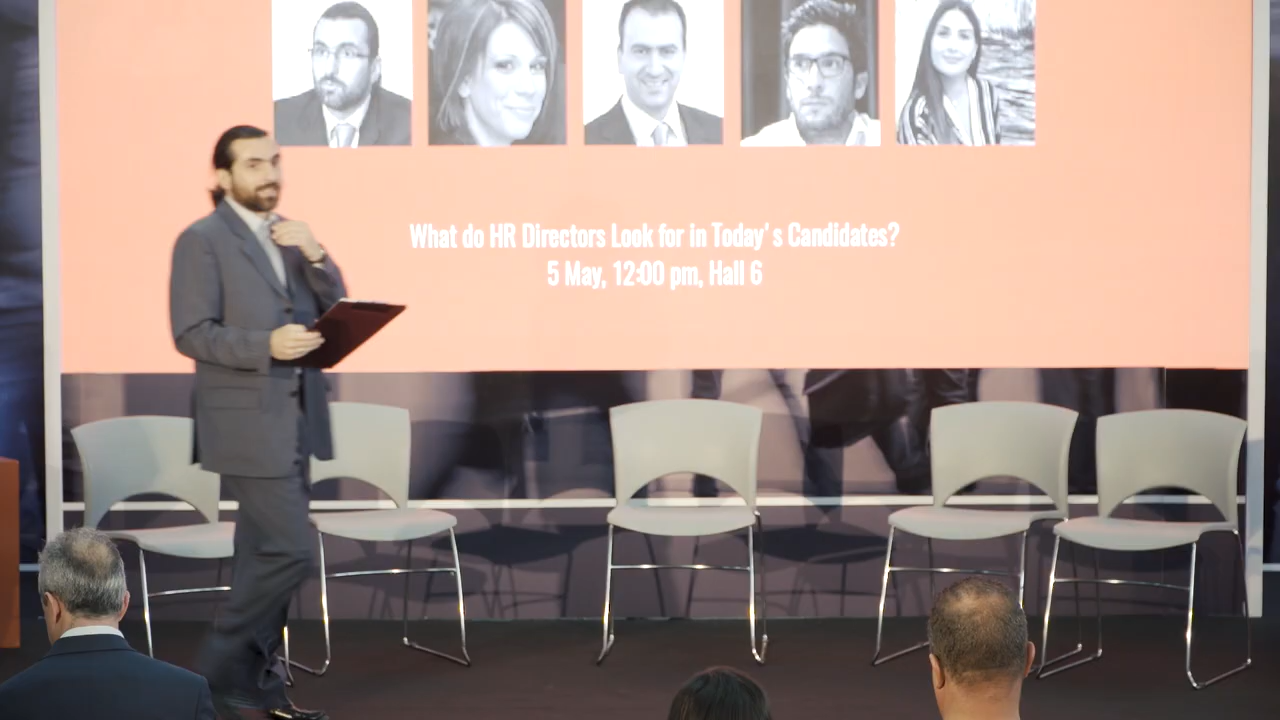 What do HR Directors Look for in Today's Candidates?
5 May, 12:00 pm, Hall 6